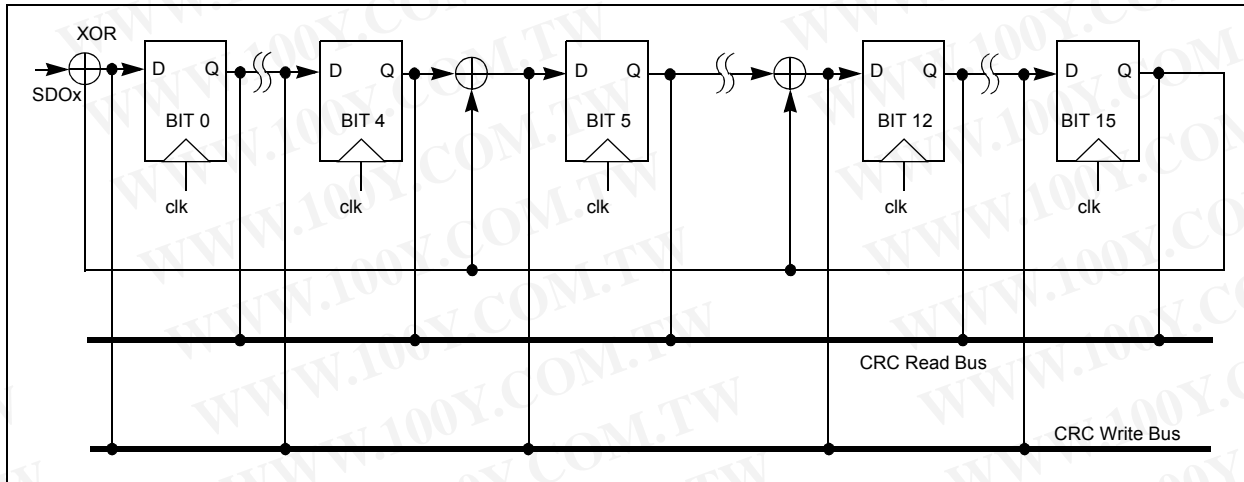 XOR
SDOx
D Q
BIT 0
clk
D Q
BIT 4
clk
D Q
BIT 5
clk
D Q
BIT 12
clk
D Q
BIT 15
clk
CRC Read Bus
CRC Write Bus
WWW.100Y.COM.TW